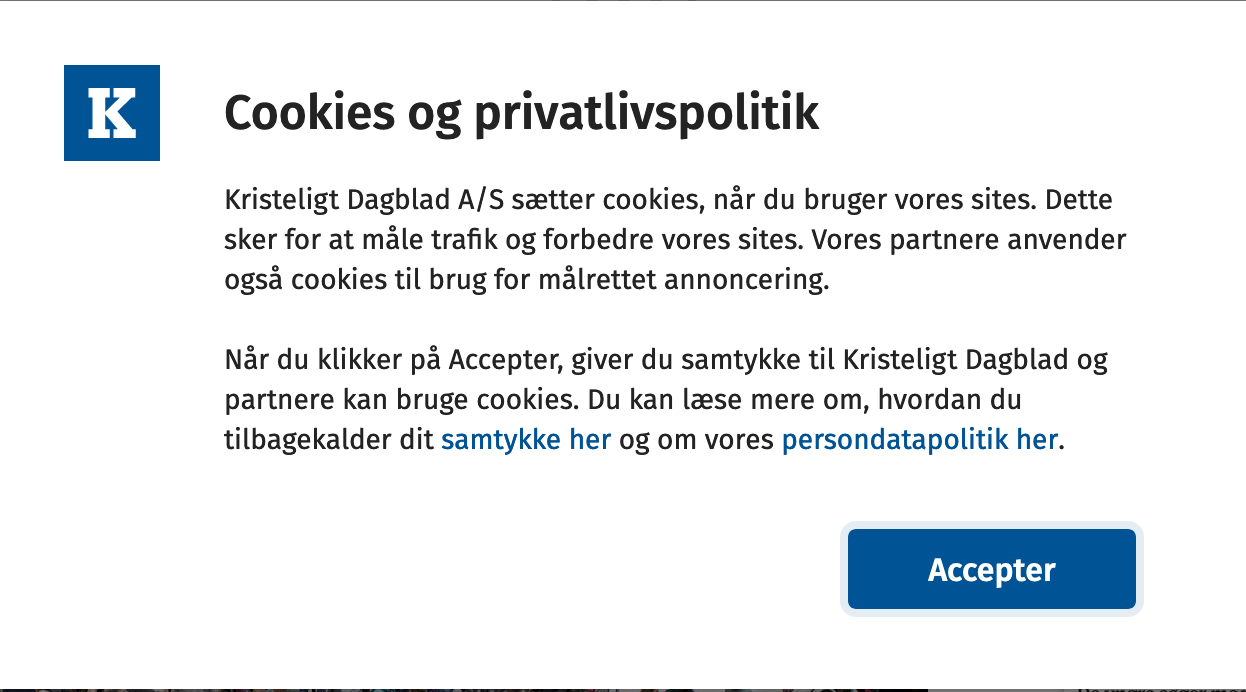 K
Cookies og privatlivspolitik
Kristeligt Dagblad A/S sætter cookies, når du bruger vores sites. Dette
sker for at måle trafik og forbedre vores sites. Vores partnere anvender
også cookies til brug for målrettet annoncering.
Når du klikker på Accepter, giver du samtykke til Kristeligt Dagblad og
partnere kan bruge cookies. Du kan læse mere om, hvordan du
tilbagekalder dit samtykke her og om vores persondatapolitik her.
Accepter